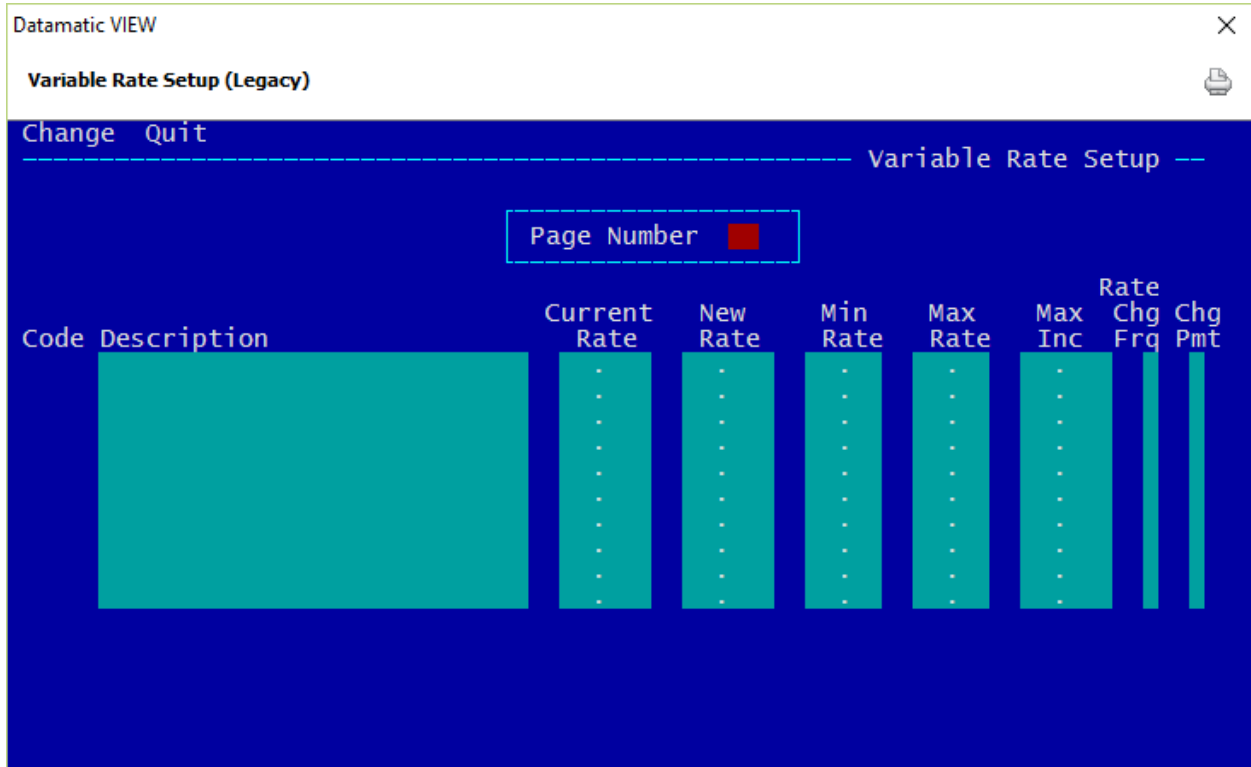 Datamatic VIEW
Variable Rate Setup (Legacy)
Change Quit
Variable Rate Setup
Page Number
Rate
Current New Min Max Max Chg Chg
Code Description Rate Rate Rate Rate Inc Frq Pmt
. . . . .
. . . . .
. . . . .
. . . . .
. . . . .
. . . . .
. . . . .
. . . . .
. . . . .
. . . . .